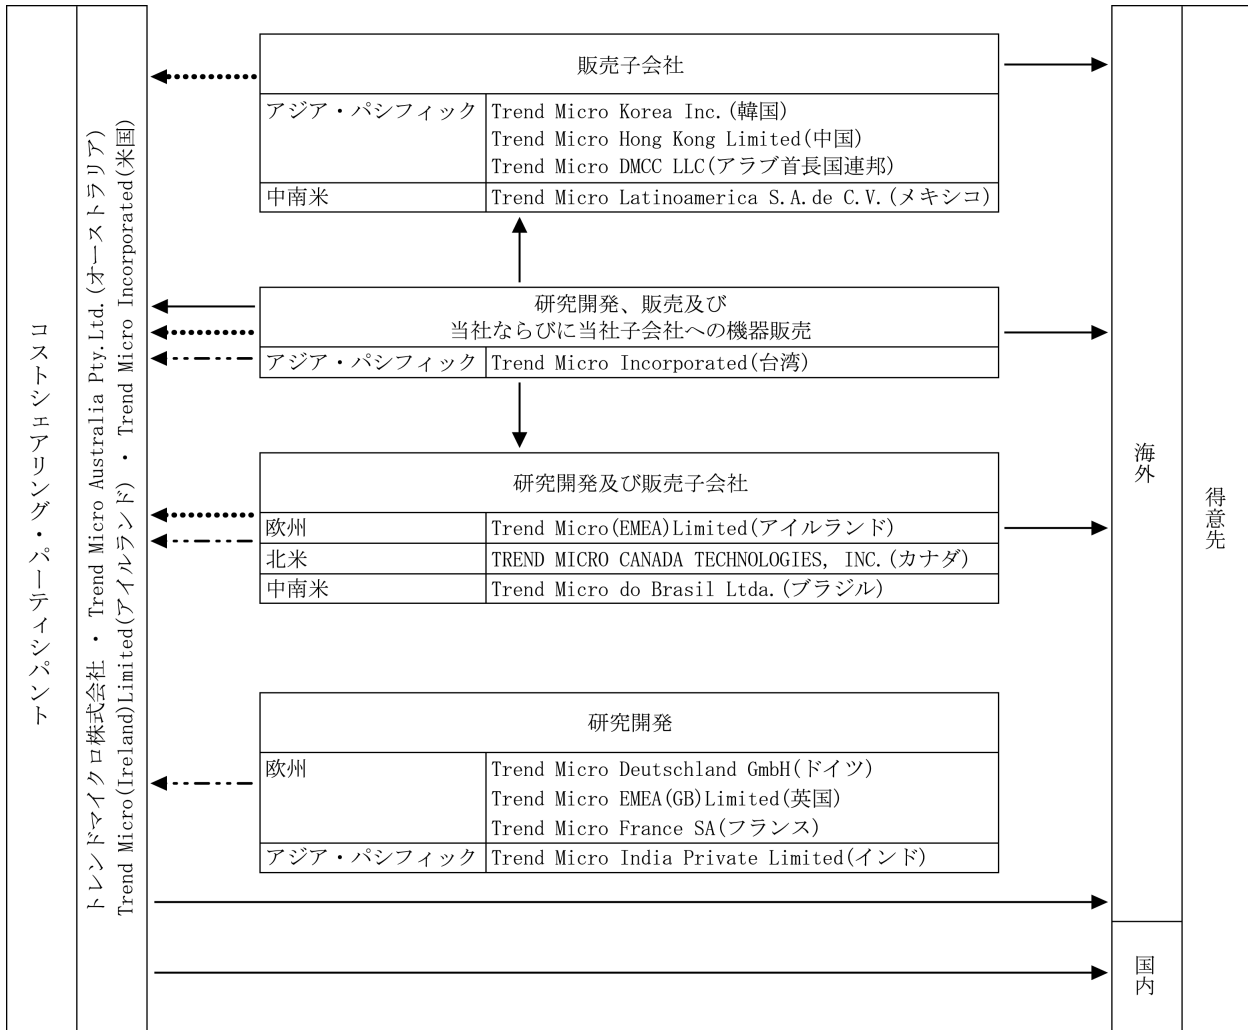 コストシェアリング・パーティシパント
トレンドマイクロ株式会社 ・ Trend Micro Australia Pty.Ltd.(オーストラリア)
Trend Micro(Ireland)Limited(アイルランド) ・ Trend Micro Incorporated(米国)
販売子会社
アジア・パシフィック Trend Micro Korea Inc.(韓国)
Trend Micro Hong Kong Limited(中国)
Trend Micro DMCC LLC(アラブ首長国連邦)
中南米 Trend Micro Latinoamerica S.A.de C.V.(メキシコ)
研究開発、販売及び
当社ならびに当社子会社への機器販売
アジア・パシフィック Trend Micro Incorporated(台湾)
研究開発及び販売子会社
欧州 Trend Micro(EMEA)Limited(アイルランド)
北米 TREND MICRO CANADA TECHNOLOGIES, INC.(カナダ)
中南米 Trend Micro do Brasil Ltda.(ブラジル)
研究開発
欧州 Trend Micro Deutschland GmbH(ドイツ)
Trend Micro EMEA(GB)Limited(英国)
Trend Micro France SA(フランス)
アジア・パシフィック Trend Micro India Private Limited(インド)
海外
国内
得意先